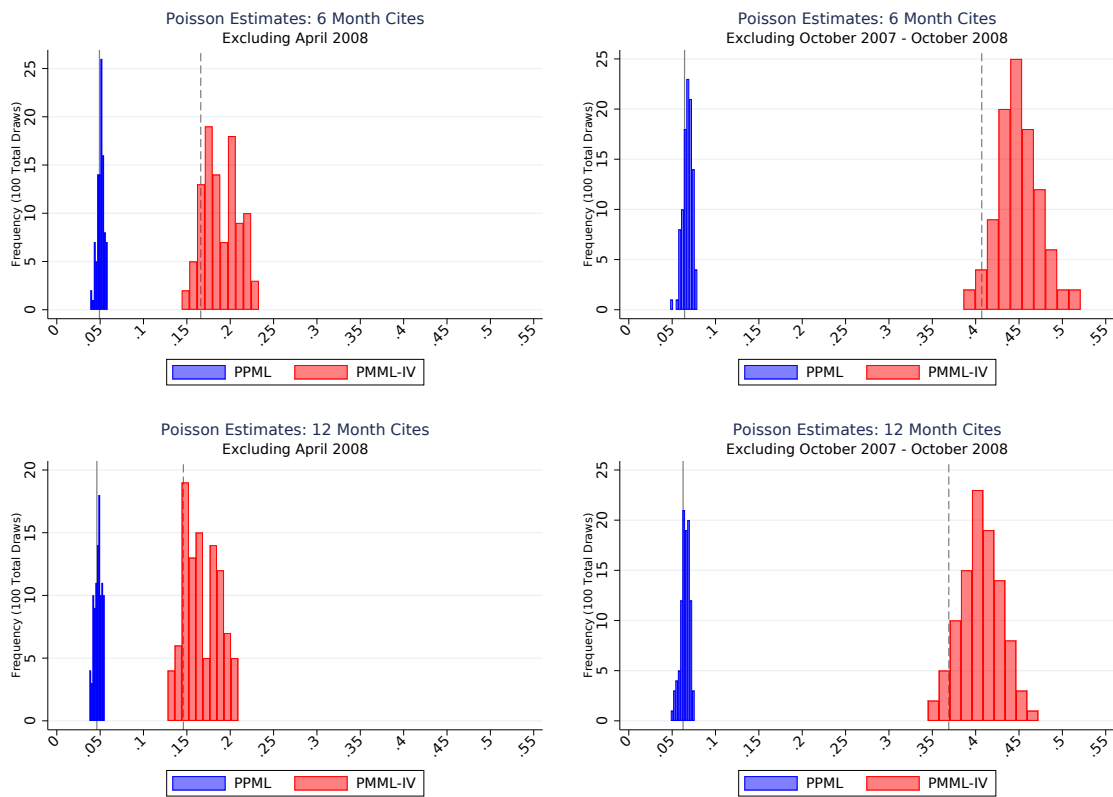 Poisson Estimates: 6 Month Cites
Excluding April 2008
Frequency (100 Total Draws)
25
20
15
10
5
0
0 .05 .1 .15 .2 .25 .3 .35 .4 .45 .5 .55
PPML PMML-IV
Poisson Estimates: 6 Month Cites
Excluding October 2007 - October 2008
Frequency (100 Total Draws)
25
20
15
10
5
0
0 .05 .1 .15 .2 .25 .3 .35 .4 .45 .5 .55
PPML PMML-IV
Poisson Estimates: 12 Month Cites
Excluding April 2008
Frequency (100 Total Draws)
20
15
10
5
0
0 .05 .1 .15 .2 .25 .3 .35 .4 .45 .5 .55
PPML PMML-IV
Poisson Estimates: 12 Month Cites
Excluding October 2007 - October 2008
Frequency (100 Total Draws)
25
20
15
10
5
0
0 .05 .1 .15 .2 .25 .3 .35 .4 .45 .5 .55
PPML PMML-IV